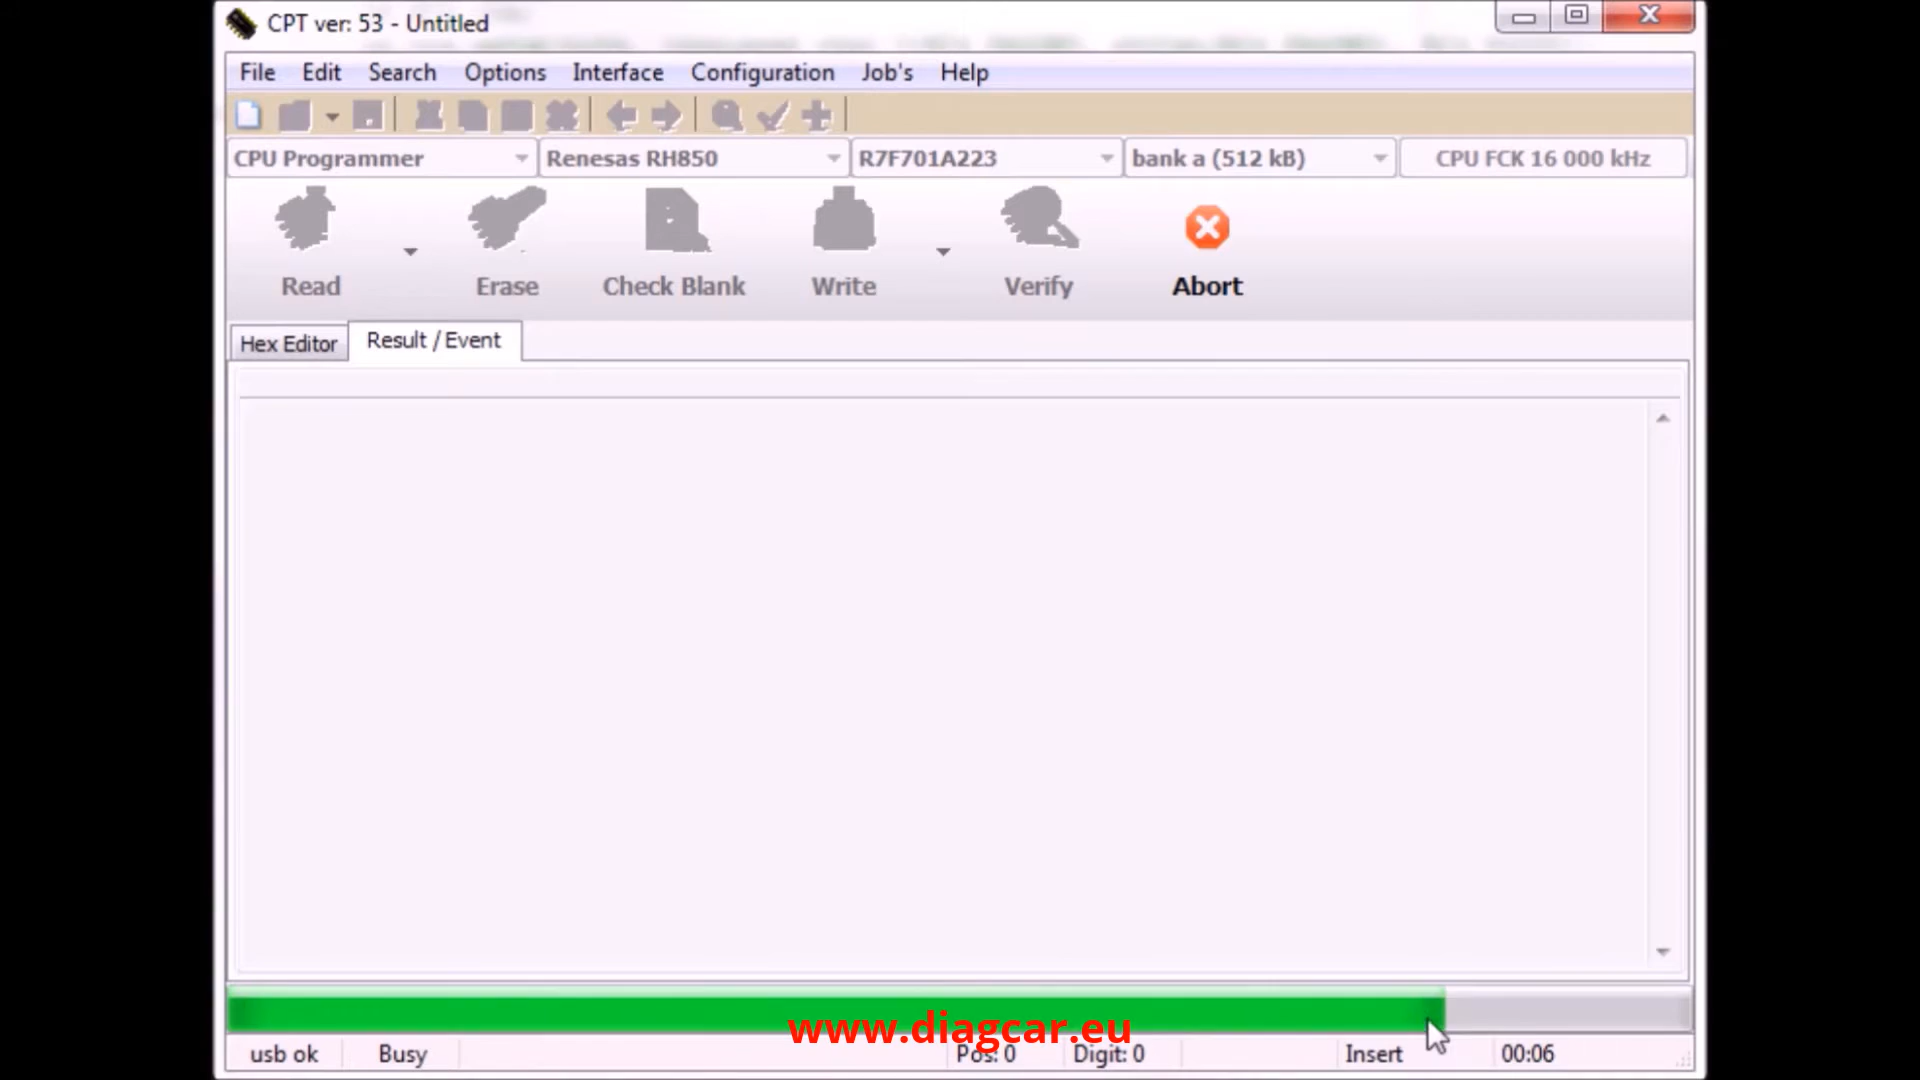 CPT ver: 53 - Untitled
File Edit Search Options Interface Configuration Job's Help
CPU Programmer Renesas RH850 R7F701A223 bank a (512 kB) CPU FCK 16 000 kHz
Read Erase Check Blank Write Verify Abort
Hex Editor Result / Event
www.diagcar.eu
usb ok Busy Pos: 0 Digit: 0 Insert 00:06